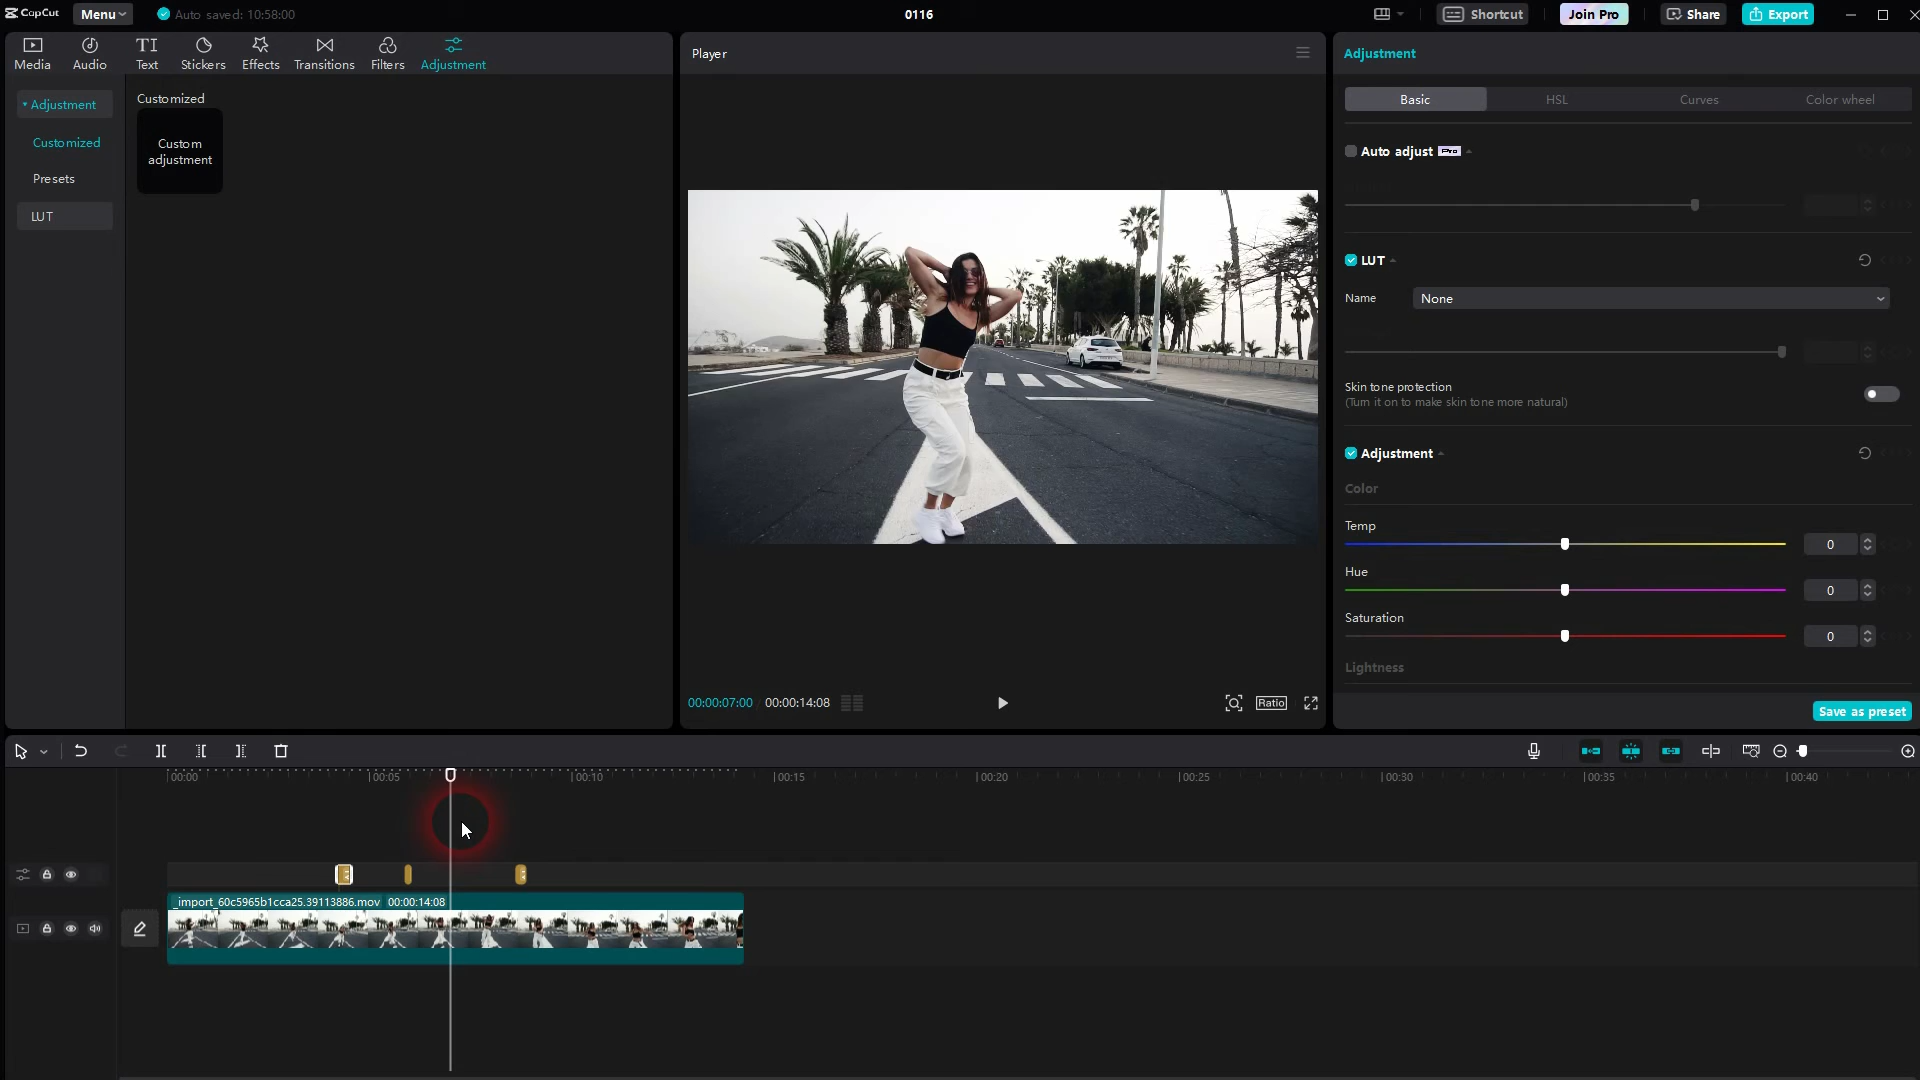 CapCut
Menu
Auto saved: 10:58:00
0116
Shortcut
Join Pro
Share
Export
Media
Audio
Text
Stickers
Effects
Transitions
Filters
Adjustment
Adjustment
Customized
Presets
LUT
Customized
Custom
adjustment
Player
00:00:07:00
00:00:14:08
Ratio
Adjustment
Basic
HSL
Curves
Color wheel
Auto adjust Pro
LUT
Name
None
Skin tone protection
(Turn it on to make skin tone more natural)
Adjustment
Color
Temp
0
Hue
0
Saturation
0
Lightness
Save as preset
00:00
00:05
00:10
00:15
00:20
00:25
00:30
00:35
00:40
_import_60c5965b1cca25.39113886.mov 00:00:14:08